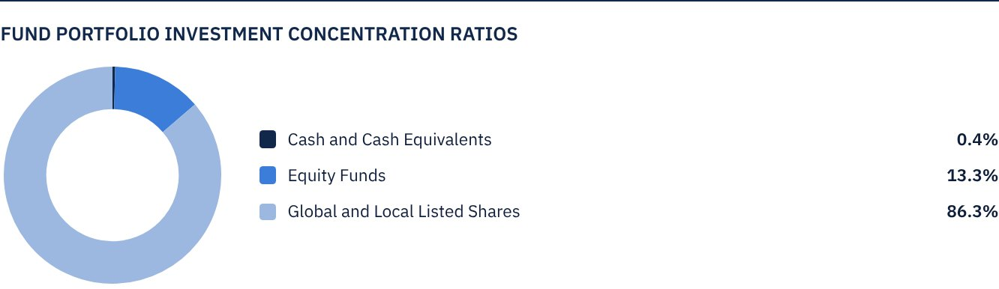 FUND PORTFOLIO INVESTMENT CONCENTRATION RATIOS
Cash and Cash Equivalents 0.4%
Equity Funds 13.3%
Global and Local Listed Shares 86.3%